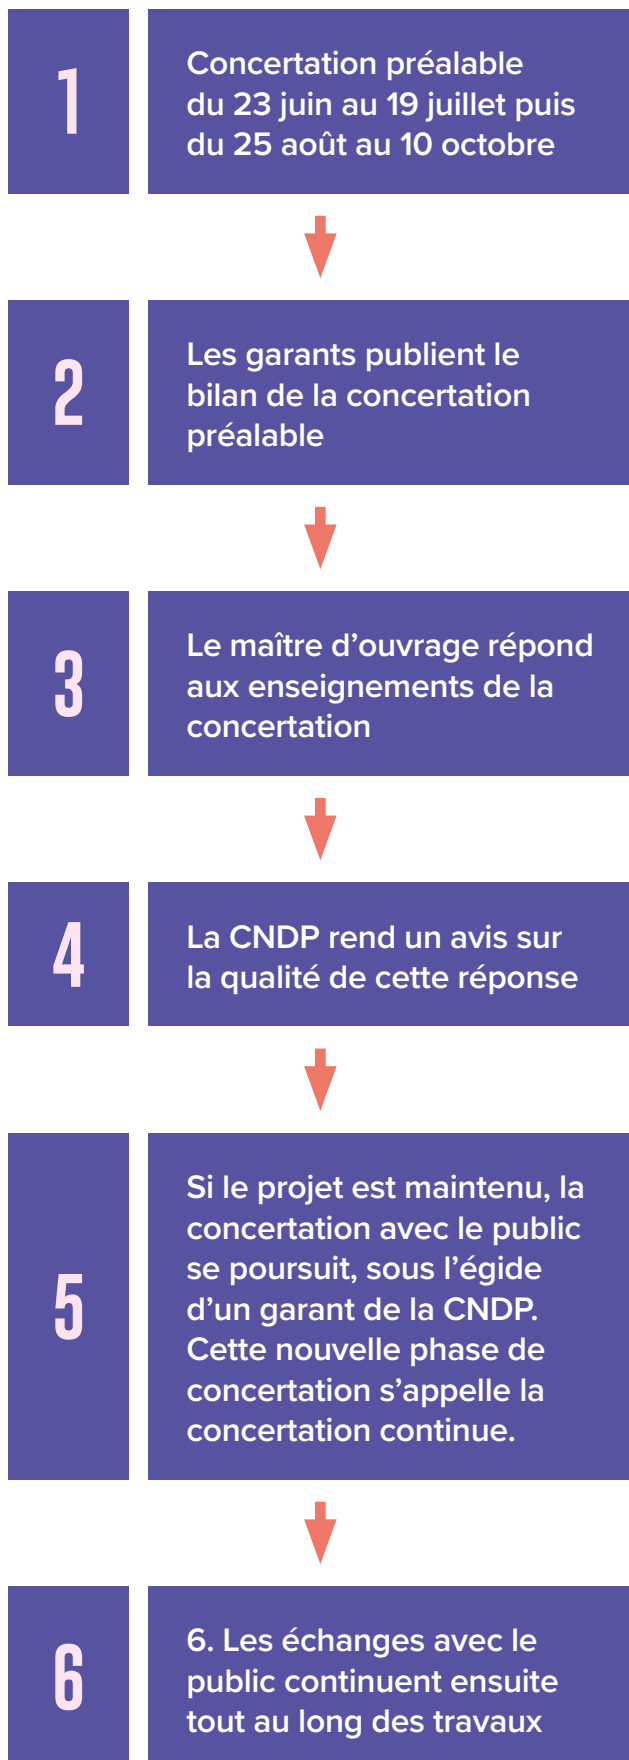 1
Concertation préalable
du 23 juin au 19 juillet puis
du 25 août au 10 octobre
2
Les garants publient le
bilan de la concertation
préalable
3
Le maître d’ouvrage répond
aux enseignements de la
concertation
4
La CNDP rend un avis sur
la qualité de cette réponse
5
Si le projet est maintenu, la
concertation avec le public
se poursuit, sous l’égide
d’un garant de la CNDP.
Cette nouvelle phase de
concertation s’appelle la
concertation continue.
6
6. Les échanges avec le
public continuent ensuite
tout au long des travaux